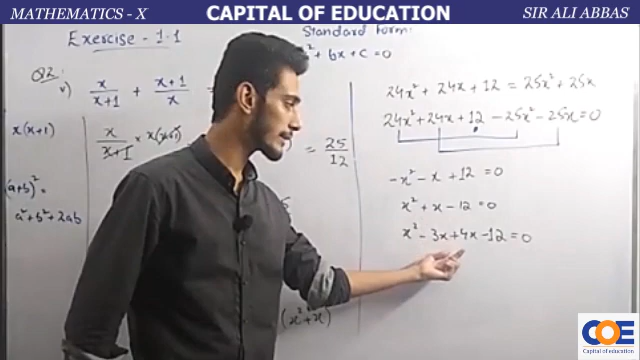 MATHEMATICS - X
CAPITAL OF EDUCATION
SIR ALI ABBAS
Exercise - 1.1
Q2.
v) x/(x+1) + (x+1)/x =
x(x+1)
x/(x+1) × x(x+1)
= 25/12
(a+b)² =
a² + b² + 2ab
(x² + x)
Standard Form:
x² + bx + c = 0
24x² + 24x + 12 = 25x² + 25x
24x² + 24x + 12 - 25x² - 25x = 0
-x² - x + 12 = 0
x² + x - 12 = 0
x² - 3x + 4x - 12 = 0
COE
Capital of education